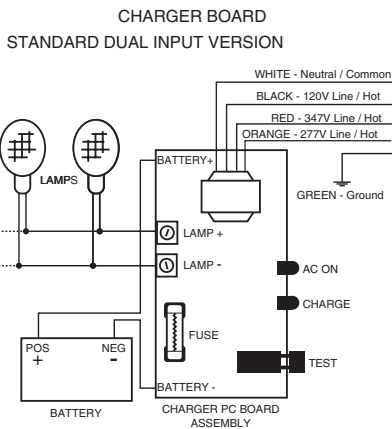 CHARGER BOARD
STANDARD DUAL INPUT VERSION
WHITE - Neutral / Common
BLACK - 120V Line / Hot
RED - 347V Line / Hot
ORANGE - 277V Line / Hot
BATTERY+
LAMPS
GREEN - Ground
LAMP +
LAMP -
AC ON
CHARGE
FUSE
POS
NEG
+
-
TEST
BATTERY -
BATTERY
CHARGER PC BOARD
ASSEMBLY